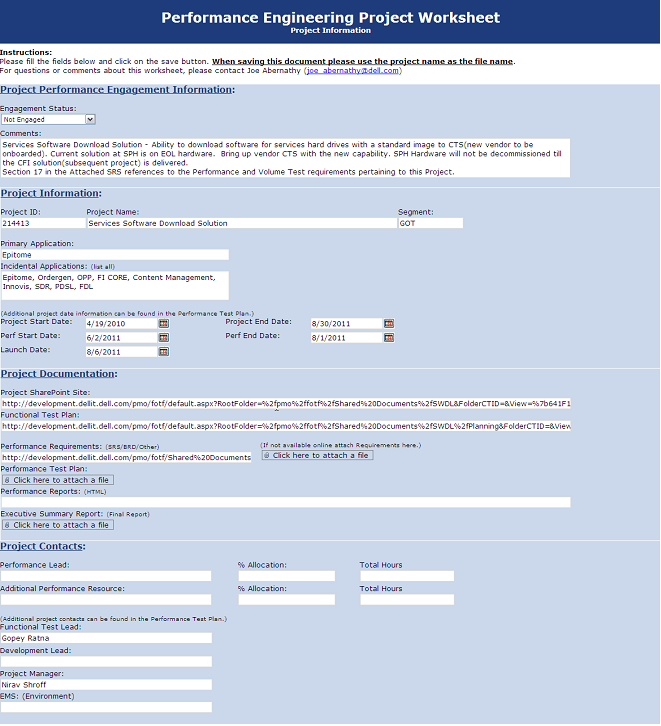 Performance Engineering Project Worksheet
Project Information
Instructions:
Please fill the fields below and click on the save button. When saving this document please use the project name as the file name.
For questions or comments about this worksheet, please contact Joe Abernathy (joe_abernathy@dell.com)
Project Performance Engagement Information:
Engagement Status:
Not Engaged
Comments:
Services Software Download Solution - Ability to download software for services hard drives with a standard image to CTS(new vendor to be
onboarded). Current solution at SPH is on EOL hardware. Bring up vendor CTS with the new capability. SPH Hardware will not be decommissioned till
the CFI solution(subsequent project) is delivered.
Section 17 in the Attached SRS references to the Performance and Volume Test requirements pertaining to this Project.
Project Information:
Project ID: Project Name: Segment:
214413 Services Software Download Solution GOT
Primary Application:
Epitome
Incidental Applications: (list all)
Epitome, Ordergen, OPP, FI CORE, Content Management,
Innovis, SDR, PDSL, FDL
(Additional project date information can be found in the Performance Test Plan.)
Project Start Date: 4/19/2010 Project End Date: 8/30/2011
Perf Start Date: 6/2/2011 Perf End Date: 8/1/2011
Launch Date: 8/6/2011
Project Documentation:
Project SharePoint Site:
http://development.dellit.dell.com/pmo/fotf/default.aspx?RootFolder=%2fpmo%2ffotf%2fShared%20Documents%2fSWDL&FolderCTID=&View=%7b641F1
Functional Test Plan:
http://development.dellit.dell.com/pmo/fotf/default.aspx?RootFolder=%2fpmo%2ffotf%2fShared%20Documents%2fSWDL%2fPlanning&FolderCTID=&View
Performance Requirements: (SRS/BRD/Other) (If not available online attach Requirements here.)
http://development.dellit.dell.com/pmo/fotf/Shared%20Documents Click here to attach a file
Performance Test Plan:
Click here to attach a file
Performance Reports: (HTML)
Executive Summary Report: (Final Report)
Click here to attach a file
Project Contacts:
Performance Lead: % Allocation: Total Hours
Additional Performance Resource: % Allocation: Total Hours
(Additional project contacts can be found in the Performance Test Plan.)
Functional Test Lead:
Gopey Ratna
Development Lead:
Project Manager:
Nirav Shroff
EMS: (Environment)